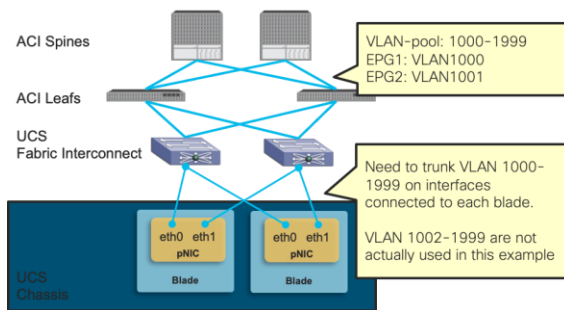 ACI Spines
VLAN-pool: 1000-1999
EPG1: VLAN1000
EPG2: VLAN1001
ACI Leafs
UCS
Fabric Interconnect
Need to trunk VLAN 1000-
1999 on interfaces
connected to each blade.
VLAN 1002-1999 are not
actually used in this example
eth0 eth1
pNIC
Blade
eth0 eth1
pNIC
Blade
UCS
Chassis